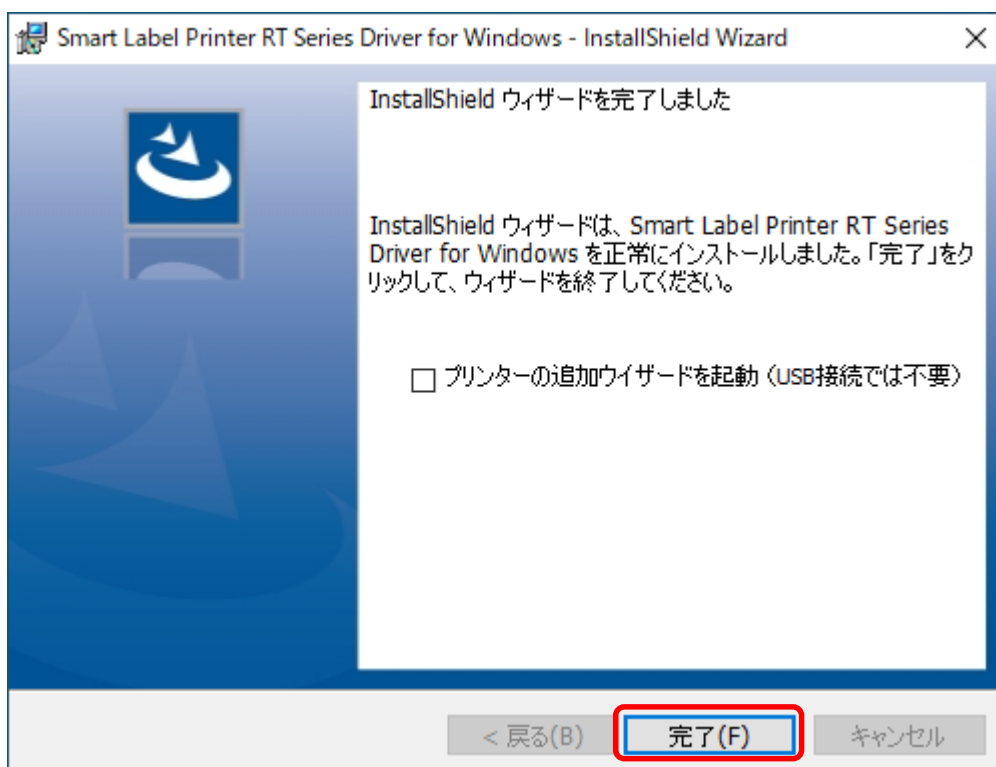 Smart Label Printer RT Series Driver for Windows - InstallShield Wizard
InstallShield ウィザードを完了しました
InstallShield ウィザードは、Smart Label Printer RT Series
Driver for Windows を正常にインストールしました。「完了」をク
リックして、ウィザードを終了してください。
プリンターの追加ウイザードを起動（USB接続では不要）
< 戻る(B)
完了(F)
キャンセル